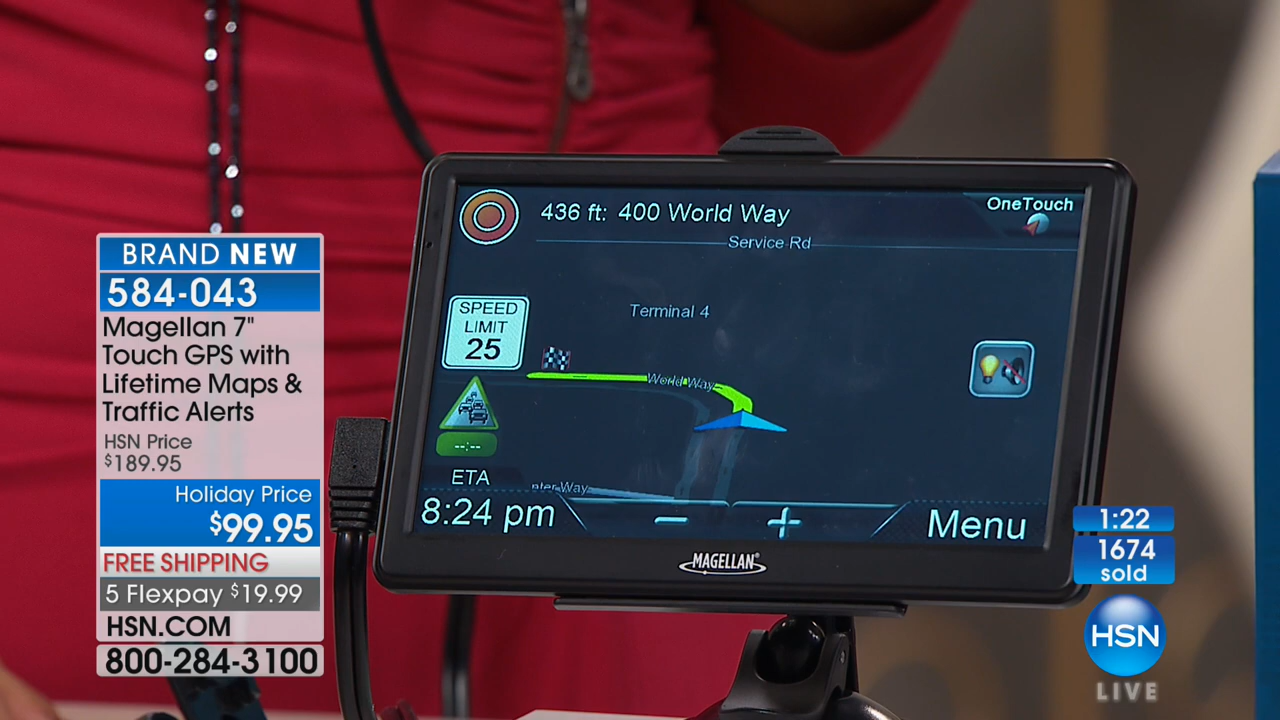 BRAND NEW
584-043
Magellan 7"
Touch GPS with
Lifetime Maps &
Traffic Alerts
HSN Price
$189.95
Holiday Price
$99.95
FREE SHIPPING
5 Flexpay $19.99
HSN.COM
800-284-3100
436 ft: 400 World Way
OneTouch
Service Rd
Terminal 4
SPEED
LIMIT
25
World Way
--:--
ETA
nter Way
8:24 pm
Menu
MAGELLAN
1:22
1674
sold
HSN
LIVE